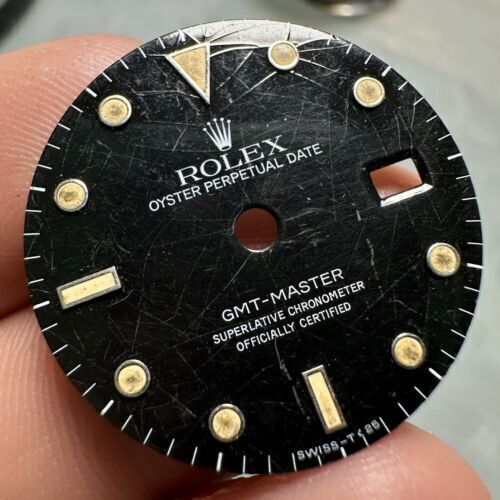 ROLEX
OYSTER PERPETUAL DATE
GMT-MASTER
SUPERLATIVE CHRONOMETER
OFFICIALLY CERTIFIED
SWISS-T<25